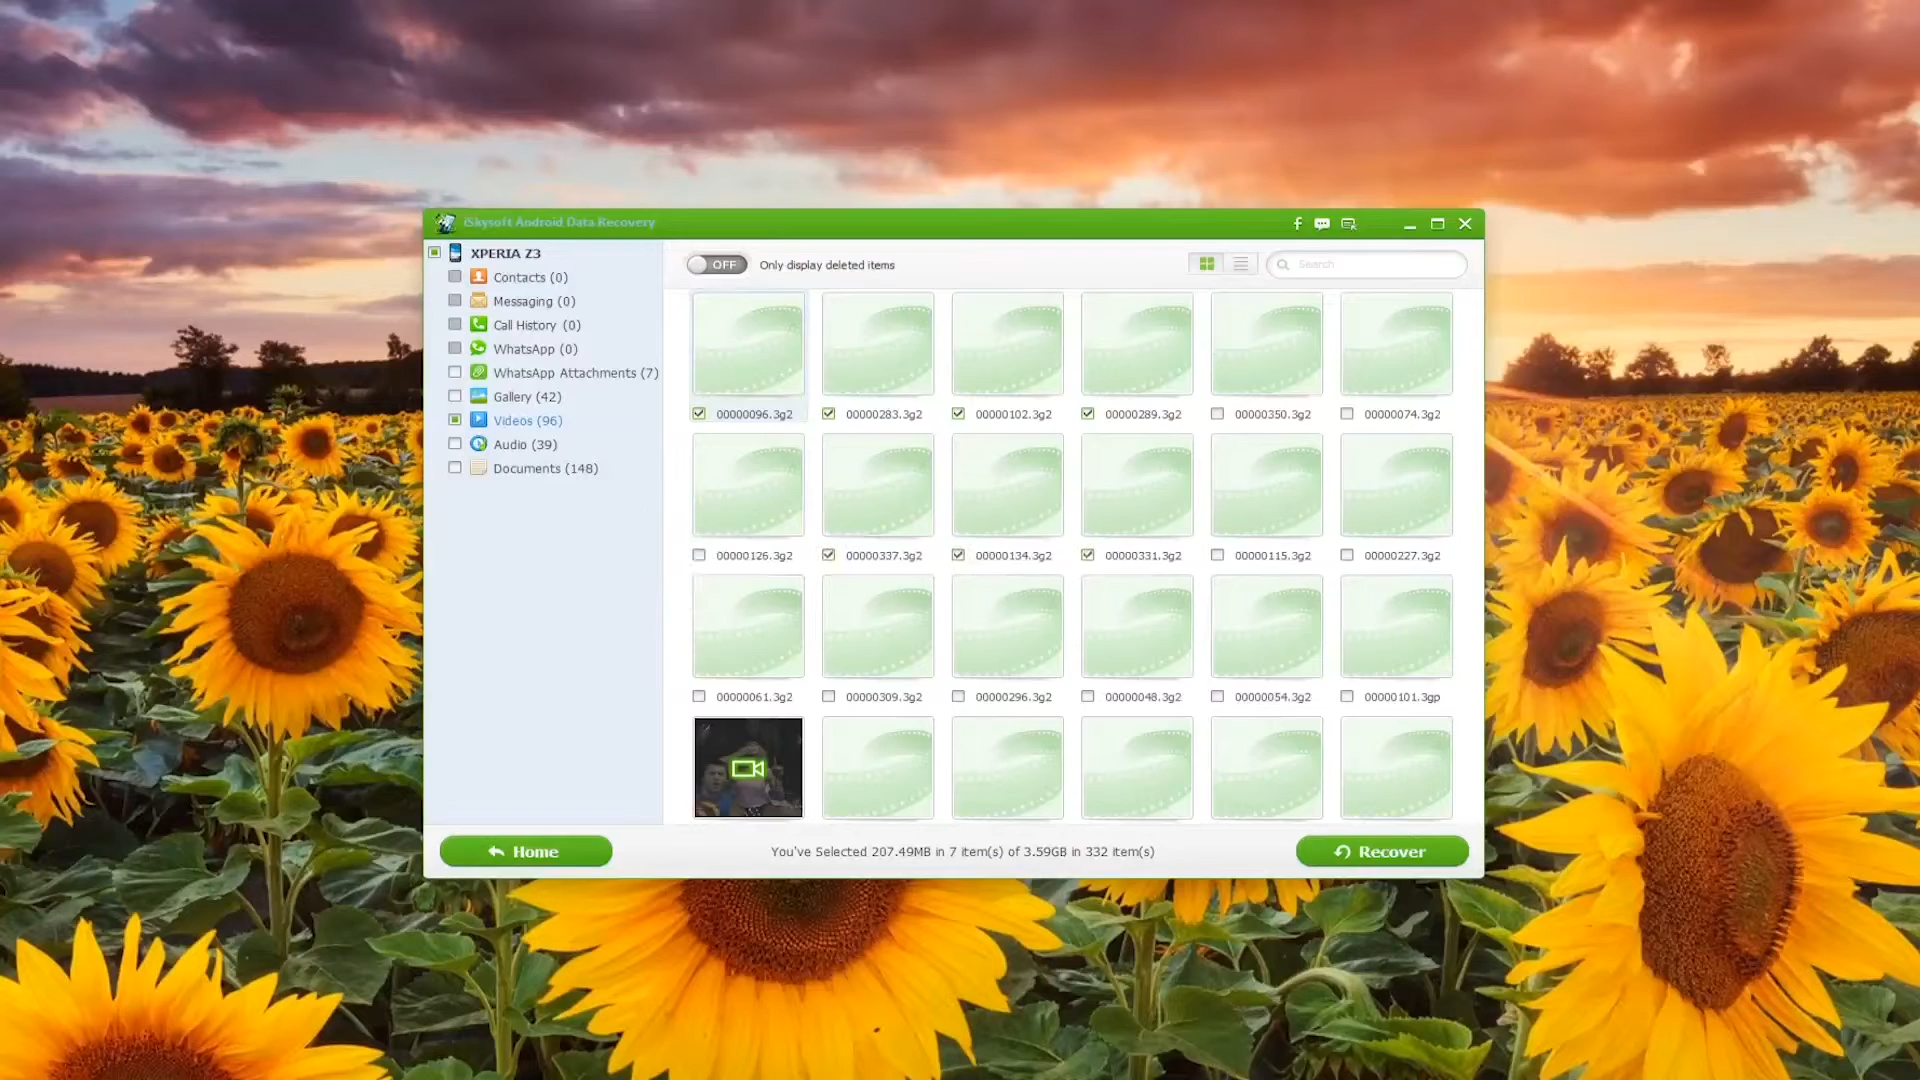 iSkysoft Android Data Recovery
XPERIA Z3
Contacts (0)
Messaging (0)
Call History (0)
WhatsApp (0)
WhatsApp Attachments (7)
Gallery (42)
Videos (96)
Audio (39)
Documents (148)
OFF Only display deleted items Search
00000096.3g2 00000283.3g2 00000102.3g2 00000289.3g2 00000350.3g2 00000074.3g2
00000126.3g2 00000337.3g2 00000134.3g2 00000331.3g2 00000115.3g2 00000227.3g2
00000061.3g2 00000309.3g2 00000296.3g2 00000048.3g2 00000054.3g2 00000101.3gp
Home You've Selected 207.49MB in 7 item(s) of 3.59GB in 332 item(s) Recover